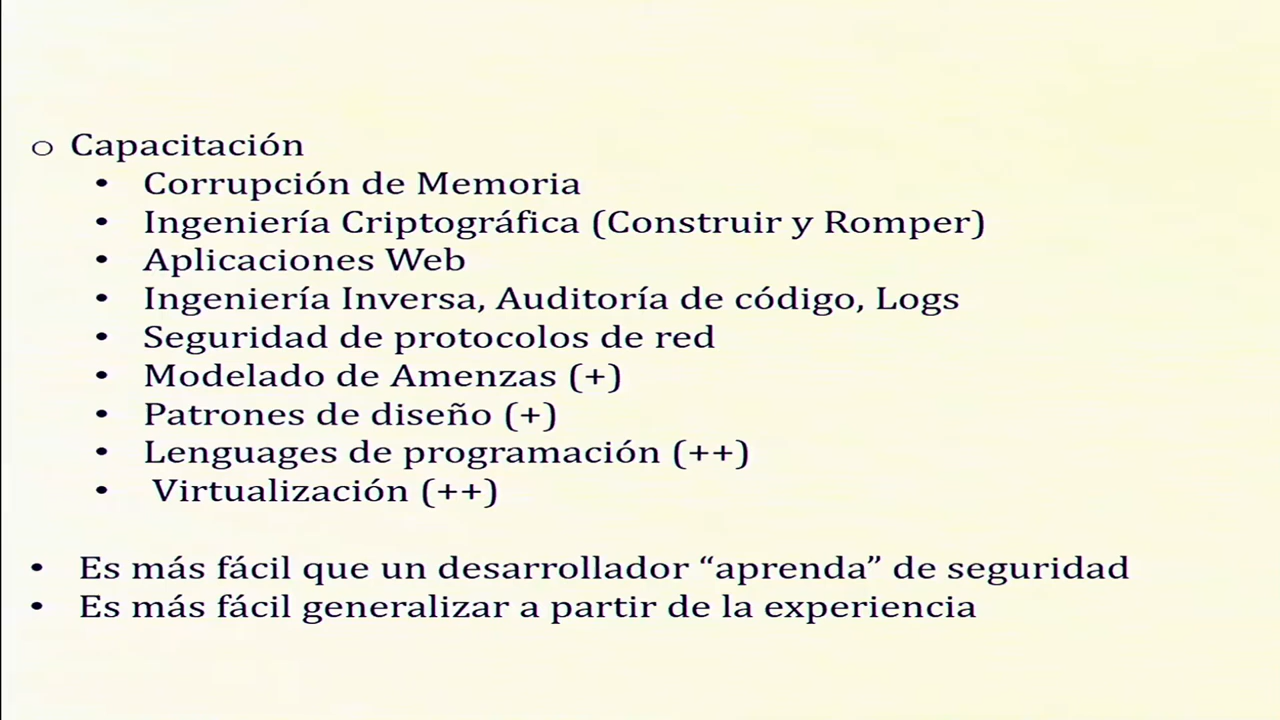 o Capacitación
• Corrupción de Memoria
• Ingeniería Criptográfica (Construir y Romper)
• Aplicaciones Web
• Ingeniería Inversa, Auditoría de código, Logs
• Seguridad de protocolos de red
• Modelado de Amenzas (+)
• Patrones de diseño (+)
• Lenguages de programación (++)
• Virtualización (++)
• Es más fácil que un desarrollador “aprenda” de seguridad
• Es más fácil generalizar a partir de la experiencia